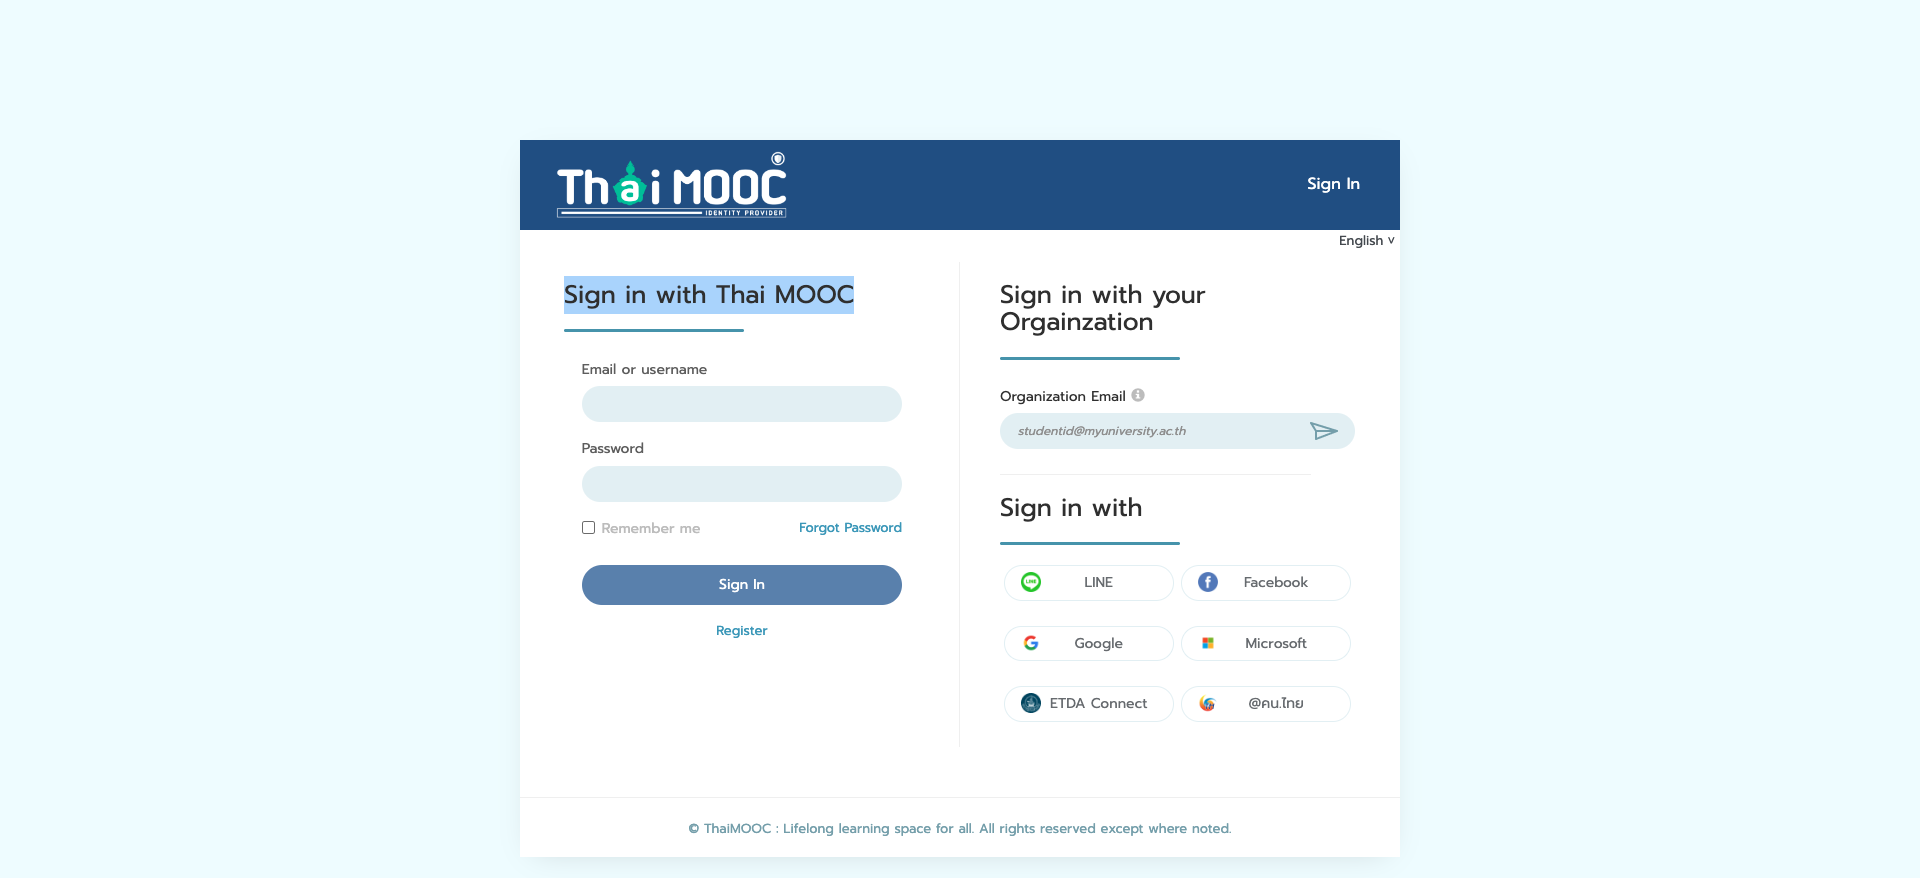 Thai MOOC
IDENTITY PROVIDER
Sign In
English v
Sign in with Thai MOOC
Email or username
Password
Remember me
Forgot Password
Sign In
Register
Sign in with your
Orgainzation
Organization Email
studentid@myuniversity.ac.th
Sign in with
LINE
Facebook
Google
Microsoft
ETDA Connect
@คน.ไทย
© ThaiMOOC : Lifelong learning space for all. All rights reserved except where noted.